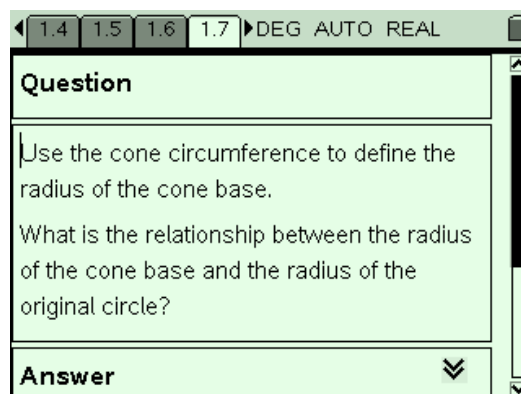 1.4 1.5 1.6 1.7 DEG AUTO REAL
Question
Use the cone circumference to define the
radius of the cone base.
What is the relationship between the radius
of the cone base and the radius of the
original circle?
Answer